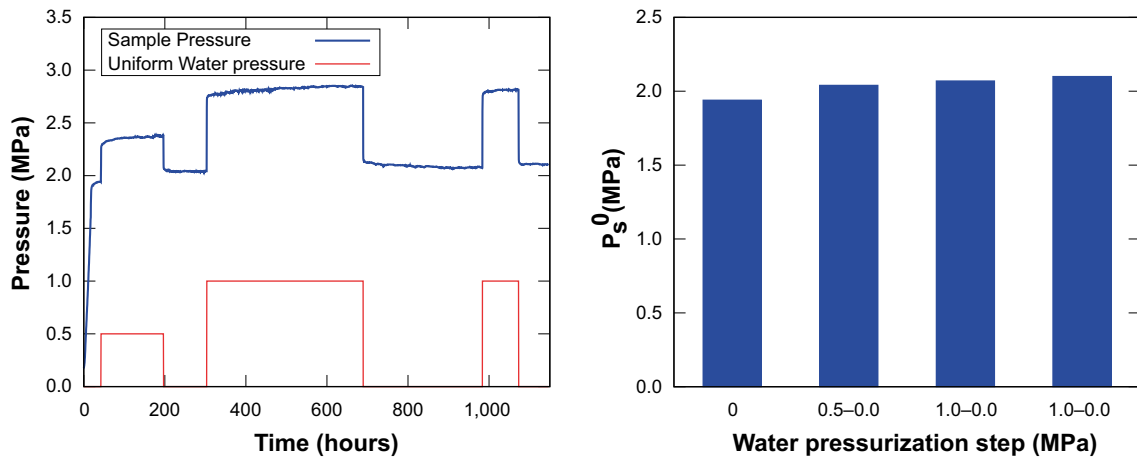 3.5
3.0
2.5
2.0
1.5
1.0
0.5
0.0
Pressure (MPa)
Sample Pressure
Uniform Water pressure
0 200 400 600 800 1,000
Time (hours)
2.5
2.0
1.5
1.0
0.5
0.0
Ps0(MPa)
0 0.5–0.0 1.0–0.0 1.0–0.0
Water pressurization step (MPa)